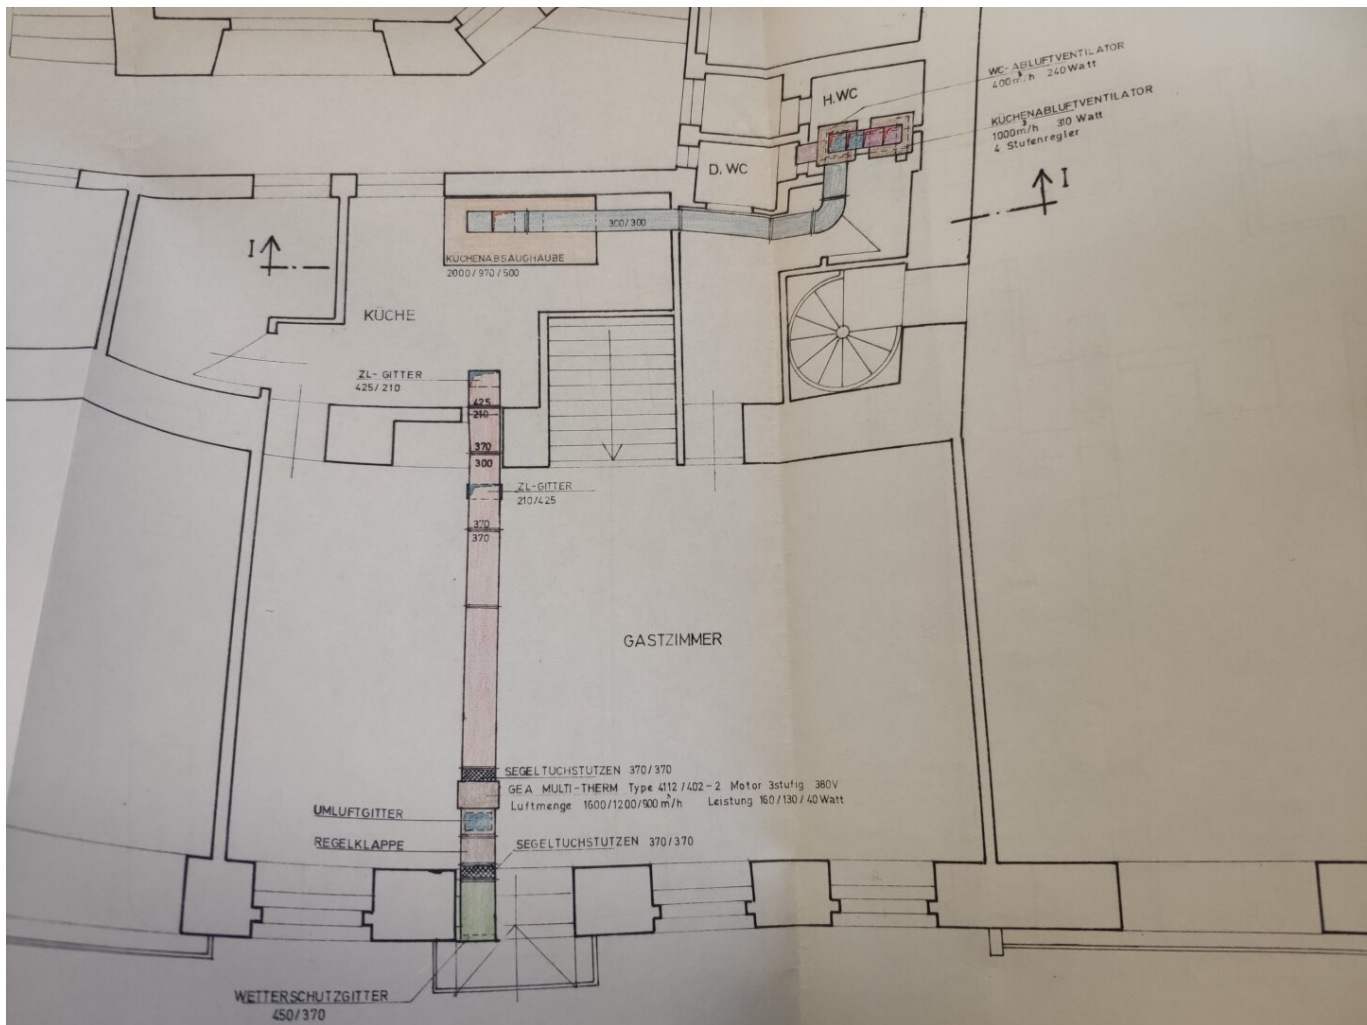 WC-ABLUFTVENTILATOR
400m³/h 240Watt
KÜCHENABLUFTVENTILATOR
1000m³/h 310 Watt
4 Stufenregler
H.WC
D.WC
I
I
300/300
KÜCHENABSAUGHAUBE
2000/970/500
KÜCHE
ZL-GITTER
425/210
425
210
370
300
ZL-GITTER
210/425
370
370
GASTZIMMER
SEGELTUCHSTUTZEN 370/370
GEA MULTI-THERM Type 4112/402-2 Motor 3stufig 380V
Luftmenge 1600/1200/900 m³/h Leistung 160/130/40Watt
UMLUFTGITTER
REGELKLAPPE
SEGELTUCHSTUTZEN 370/370
WETTERSCHUTZGITTER
450/370